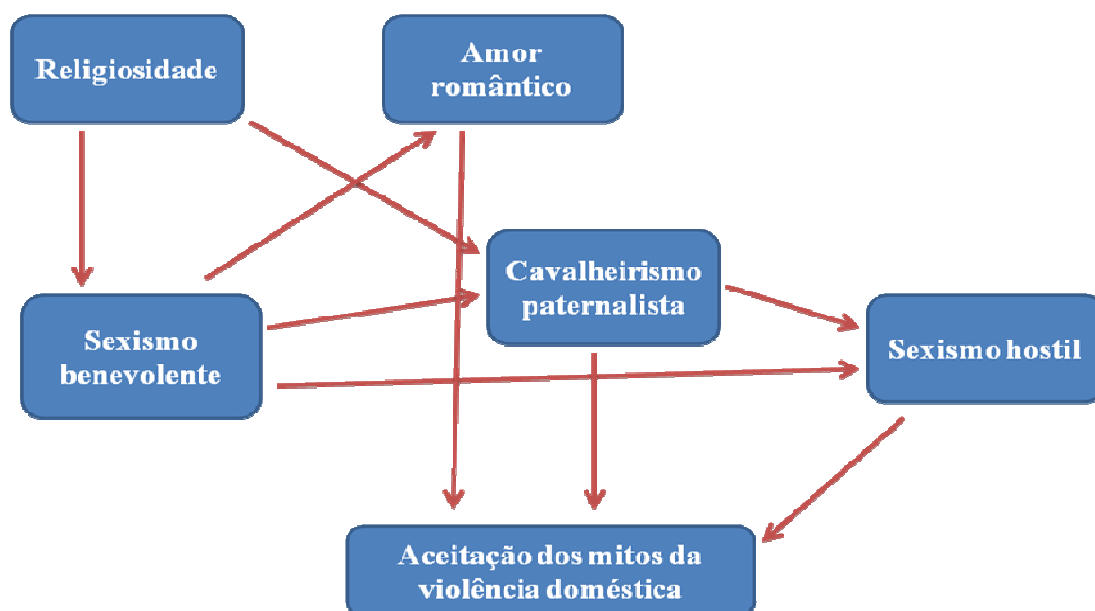 Religiosidade
Amor
romântico
Cavalheirismo
paternalista
Sexismo
benevolente
Sexismo hostil
Aceitação dos mitos da
violência doméstica